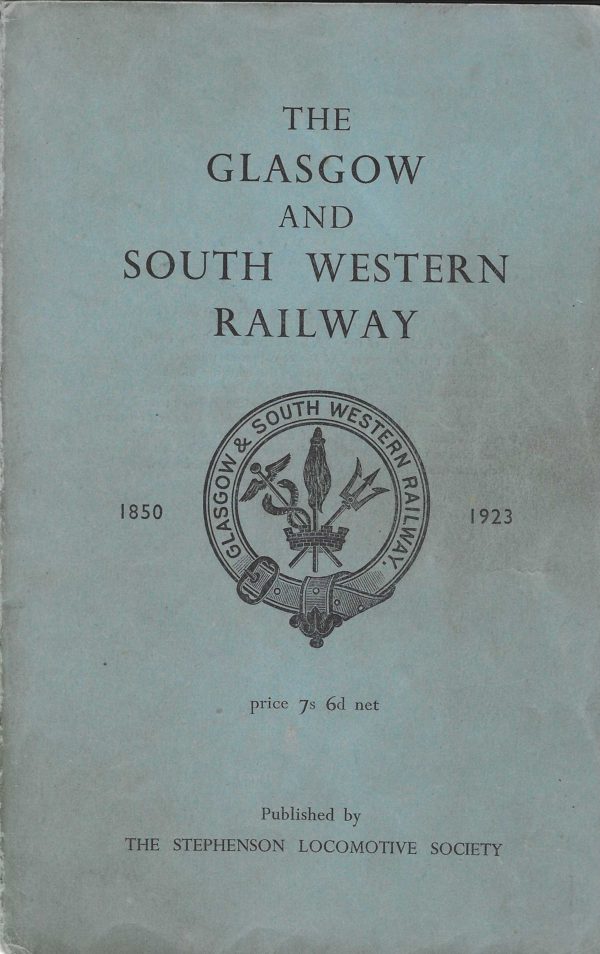 THE
GLASGOW
AND
SOUTH WESTERN
RAILWAY
GLASGOW & SOUTH WESTERN RAILWAY.
1850
1923
price 7s 6d net
Published by
THE STEPHENSON LOCOMOTIVE SOCIETY